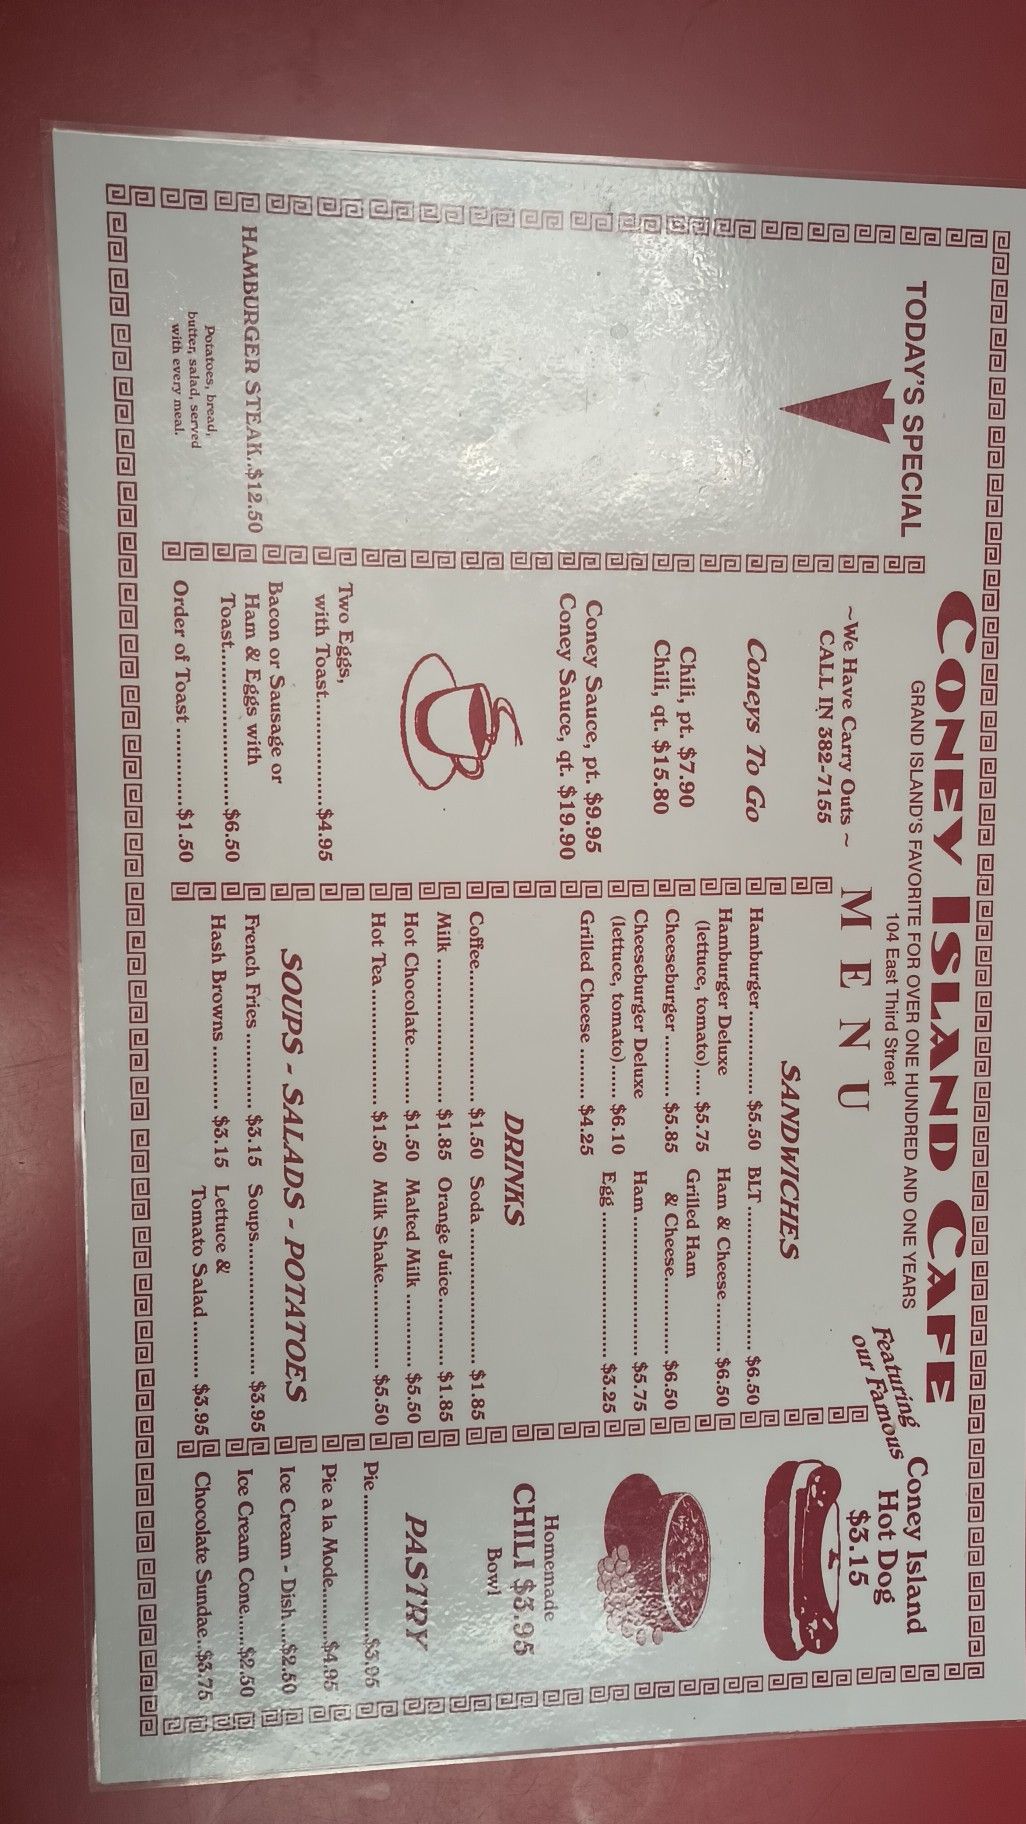 CONEY ISLAND CAFE
GRAND ISLAND'S FAVORITE FOR OVER ONE HUNDRED AND ONE YEARS
104 East Third Street
M E N U
Featuring
our Famous
Coney Island
Hot Dog
$3.15
TODAY'S SPECIAL
HAMBURGER STEAK..$12.50
Potatoes, bread,
butter, salad, served
with every meal.
~We Have Carry Outs ~
CALL IN 382-7155
Coneys To Go
Chili, pt. $7.90
Chili, qt. $15.80
Coney Sauce, pt. $9.95
Coney Sauce, qt. $19.90
Two Eggs,
with Toast..............$4.95
Bacon or Sausage or
Ham & Eggs with
Toast......................$6.50
Order of Toast ..........$1.50
SANDWICHES
Hamburger............ $5.50
Hamburger Deluxe
(lettuce, tomato).... $5.75
Cheeseburger ........ $5.85
Cheeseburger Deluxe
(lettuce, tomato)..... $6.10
Grilled Cheese ........ $4.25
BLT ...................... $6.50
Ham & Cheese........ $6.50
Grilled Ham
& Cheese............ $6.50
Ham ...................... $5.75
Egg ....................... $3.25
DRINKS
Coffee.................... $1.50
Milk ...................... $1.85
Hot Chocolate......... $1.50
Hot Tea.................. $1.50
Soda ..................... $1.85
Orange Juice........... $1.85
Malted Milk ............ $5.50
Milk Shake............. $5.50
SOUPS - SALADS - POTATOES
French Fries ........... $3.15
Hash Browns .......... $3.15
Soups..................... $3.95
Lettuce &
Tomato Salad ......... $3.95
Homemade
CHILI $3.95
Bowl
PASTRY
Pie .......................$3.95
Pie a la Mode..........$4.95
Ice Cream - Dish ....$2.50
Ice Cream Cone......$2.50
Chocolate Sundae..$3.75